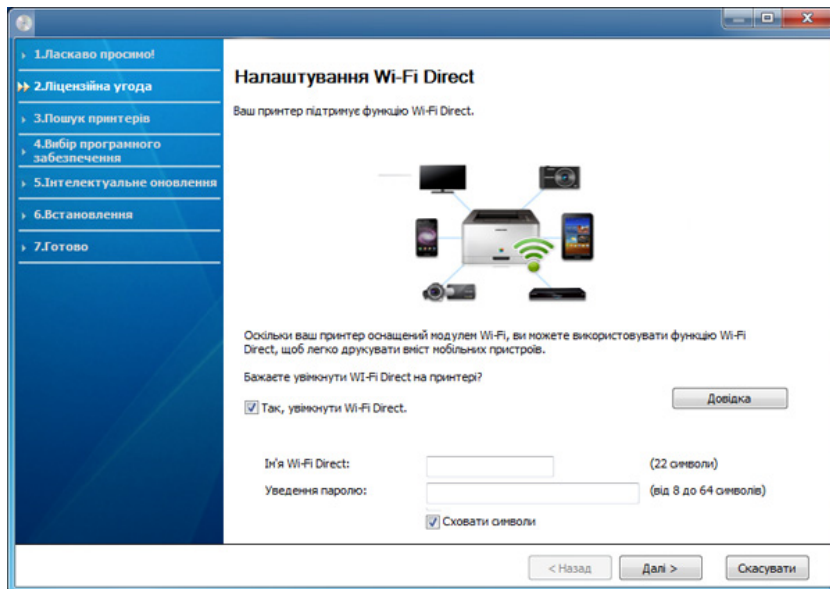 1.Ласкаво просимо!
2.Ліцензійна угода
3.Пошук принтерів
4.Вибір програмного
забезпечення
5.Інтелектуальне оновлення
6.Встановлення
7.Готово
Налаштування Wi-Fi Direct
Ваш принтер підтримує функцію Wi-Fi Direct.
Оскільки ваш принтер оснащений модулем Wi-Fi, ви можете використовувати функцію Wi-Fi
Direct, щоб легко друкувати вміст мобільних пристроїв.
Бажаєте увімкнути WI-Fi Direct на принтері?
Так, увімкнути Wi-Fi Direct.
Довідка
Ім'я Wi-Fi Direct:
(22 символи)
Уведення паролю:
(від 8 до 64 символів)
Сховати символи
< Назад
Далі >
Скасувати